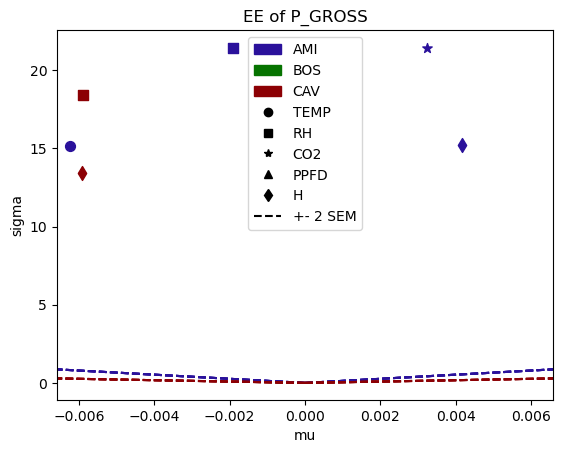 EE of P_GROSS
AMI
BOS
CAV
TEMP
RH
CO2
PPFD
H
+- 2 SEM
sigma
20
15
10
5
0
−0.006
−0.004
−0.002
0.000
0.002
0.004
0.006
mu